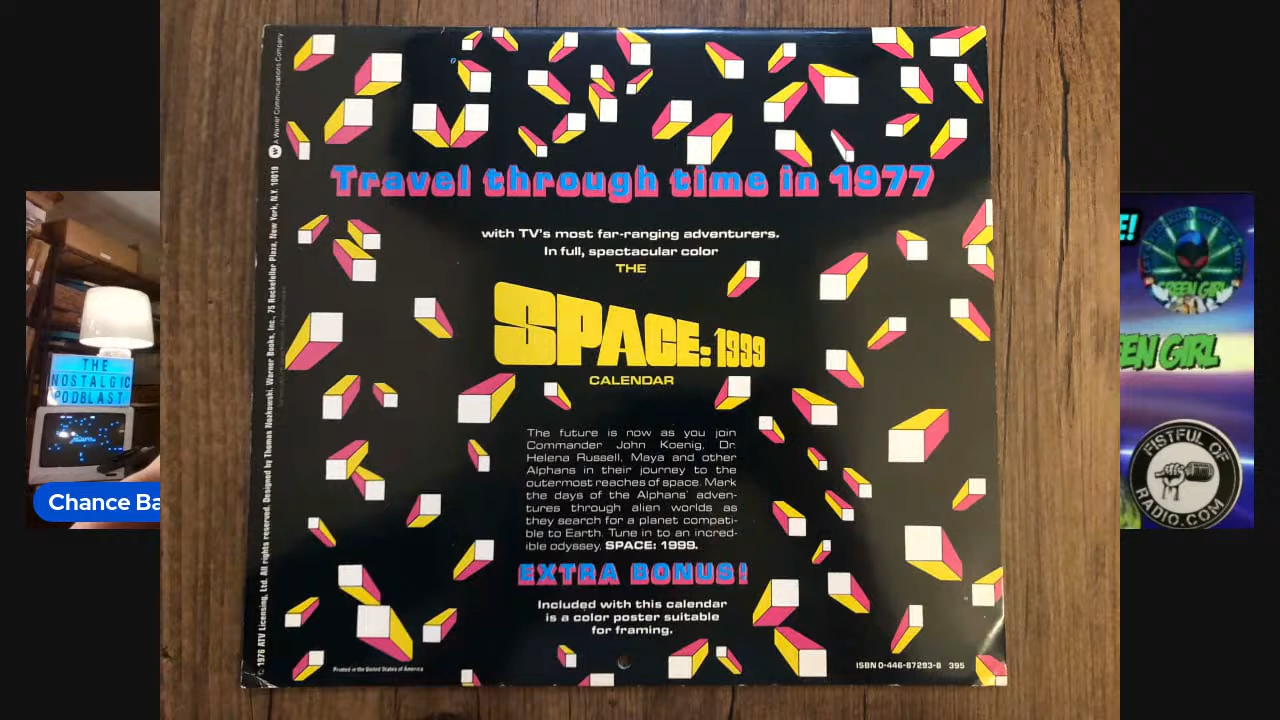 Travel through time in 1977
with TV's most far-ranging adventurers.
In full, spectacular color
THE
SPACE: 1999
CALENDAR
The future is now as you join
Commander John Koenig, Dr.
Helena Russell, Maya and other
Alphans in their journey to the
outermost reaches of space. Mark
the days of the Alphans' adven-
tures through alien worlds as
they search for a planet compati-
ble to Earth. Tune in to an incred-
ible odyssey. SPACE: 1999.
EXTRA BONUS!
Included with this calendar
is a color poster suitable
for framing.
Printed in the United States of America
ISBN 0-446-87293-8 395
© 1976 ATV Licensing, Ltd. All rights reserved. Designed by Thomas Nozkowski. Warner Books, Inc., 75 Rockefeller Plaza, New York, N.Y. 10019
W A Warner Communications Company
THE
NOSTALGIC
PODBLAST
Chance Ba
E!
GREEN GIRL
EEN GIRL
FISTFUL OF
RADIO.COM